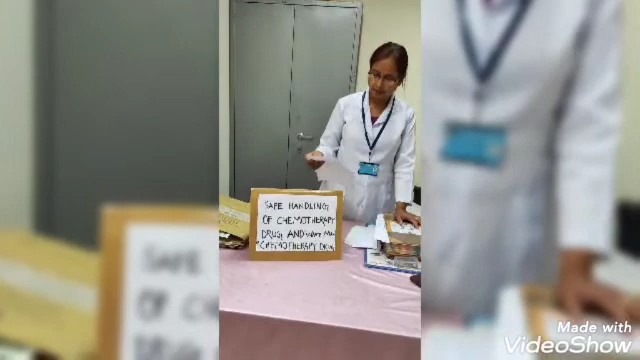 SAFE HANDLING
OF CHEMOTHERAPY
DRUG AND
CHEMOTHERAPY DRUG
Made with
VideoShow